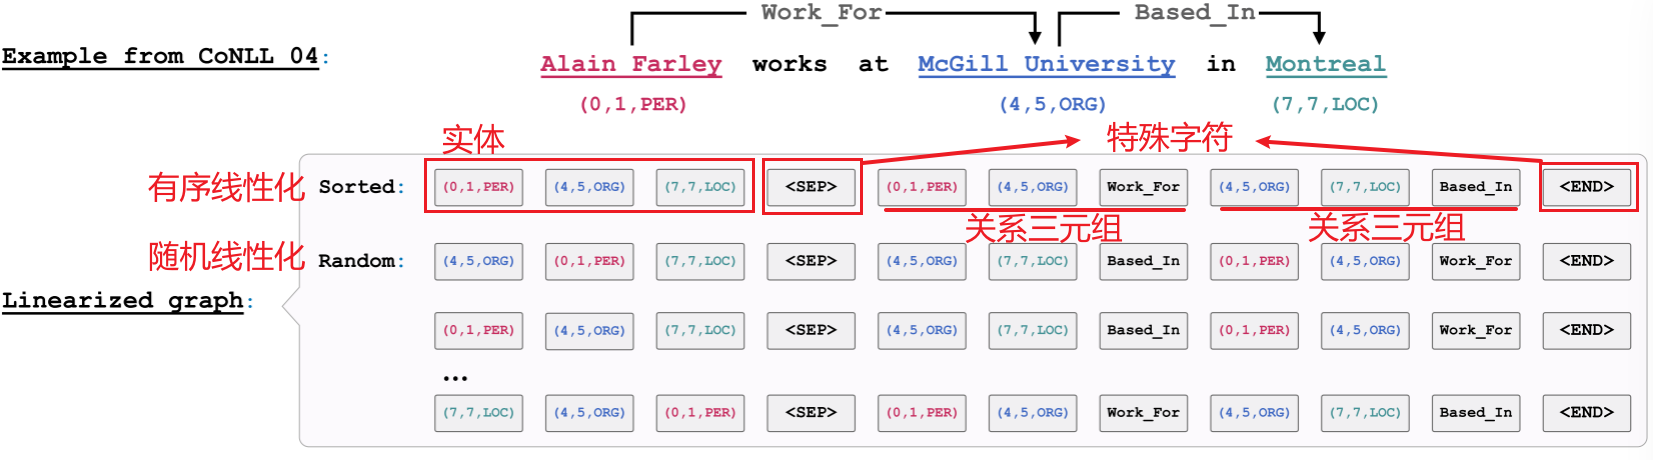 Work_For Based_In
Example from CoNLL 04: Alain Farley works at McGill University in Montreal
(0,1,PER) (4,5,ORG) (7,7,LOC)
实体 特殊字符
有序线性化 Sorted: (0,1,PER) (4,5,ORG) (7,7,LOC) <SEP> (0,1,PER) (4,5,ORG) Work_For (4,5,ORG) (7,7,LOC) Based_In <END>
关系三元组 关系三元组
随机线性化 Random: (4,5,ORG) (0,1,PER) (7,7,LOC) <SEP> (4,5,ORG) (7,7,LOC) Based_In (0,1,PER) (4,5,ORG) Work_For <END>
Linearized graph:
(0,1,PER) (4,5,ORG) (7,7,LOC) <SEP> (4,5,ORG) (7,7,LOC) Based_In (0,1,PER) (4,5,ORG) Work_For <END>
...
(7,7,LOC) (4,5,ORG) (0,1,PER) <SEP> (0,1,PER) (4,5,ORG) Work_For (4,5,ORG) (7,7,LOC) Based_In <END>